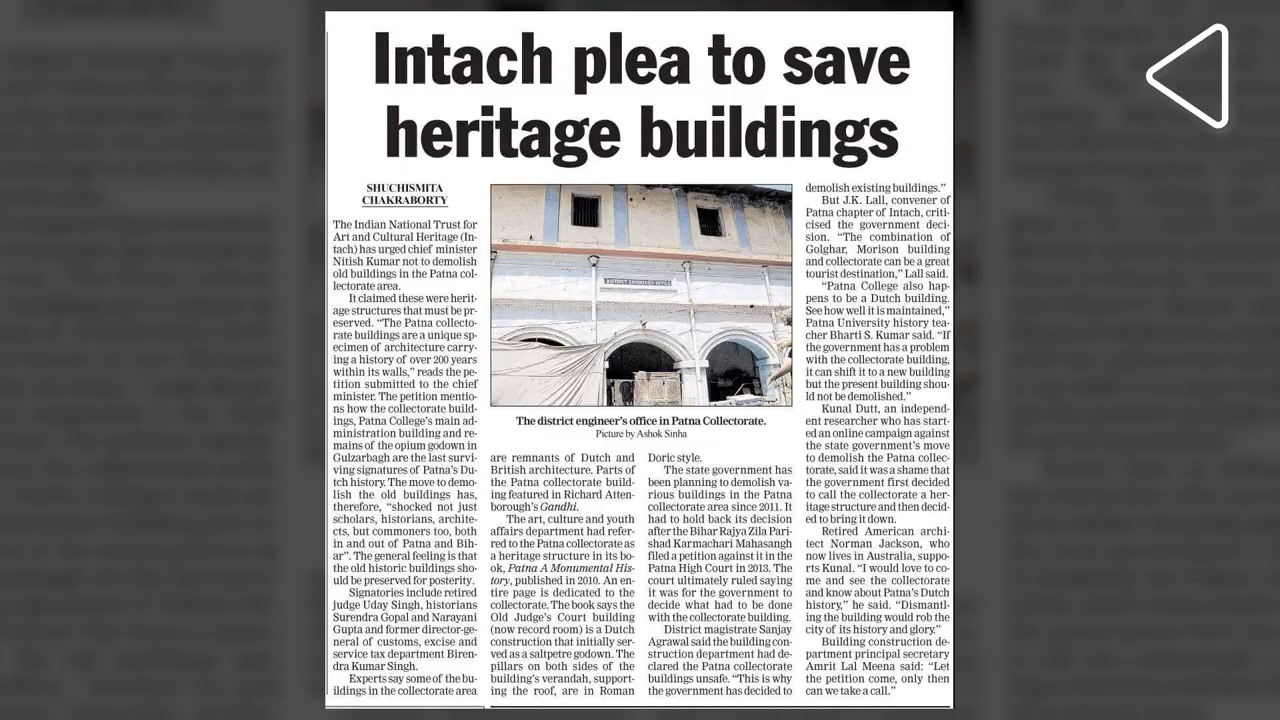 Intach plea to save
heritage buildings
SHUCHISMITA
CHAKRABORTY
The Indian National Trust for
Art and Cultural Heritage (In-
tach) has urged chief minister
Nitish Kumar not to demolish
old buildings in the Patna col-
lectorate area.
It claimed these were herit-
age structures that must be pr-
eserved. “The Patna collecto-
rate buildings are a unique sp-
ecimen of architecture carry-
ing a history of over 200 years
within its walls,” reads the pe-
tition submitted to the chief
minister. The petition mentio-
ns how the collectorate build-
ings, Patna College’s main ad-
ministration building and re-
mains of the opium godown in
Gulzarbagh are the last survi-
ving signatures of Patna’s Du-
tch history. The move to demo-
lish the old buildings has,
therefore, “shocked not just
scholars, historians, archite-
cts, but commoners too, both
in and out of Patna and Bih-
ar”. The general feeling is that
the old historic buildings sho-
uld be preserved for posterity.
Signatories include retired
judge Uday Singh, historians
Surendra Gopal and Narayani
Gupta and former director-ge-
neral of customs, excise and
service tax department Biren-
dra Kumar Singh.
Experts say some of the bu-
ildings in the collectorate area
DISTRICT ENGINEER'S OFFICE
The district engineer’s office in Patna Collectorate.
Picture by Ashok Sinha
are remnants of Dutch and
British architecture. Parts of
the Patna collectorate build-
ing featured in Richard Atten-
borough’s Gandhi.
The art, culture and youth
affairs department had refer-
red to the Patna collectorate as
a heritage structure in its bo-
ok, Patna A Monumental His-
tory, published in 2010. An en-
tire page is dedicated to the
collectorate. The book says the
Old Judge’s Court building
(now record room) is a Dutch
construction that initially ser-
ved as a saltpetre godown. The
pillars on both sides of the
building’s verandah, support-
ing the roof, are in Roman
Doric style.
The state government has
been planning to demolish va-
rious buildings in the Patna
collectorate area since 2011. It
had to hold back its decision
after the Bihar Rajya Zila Pari-
shad Karmachari Mahasangh
filed a petition against it in the
Patna High Court in 2013. The
court ultimately ruled saying
it was for the government to
decide what had to be done
with the collectorate building.
District magistrate Sanjay
Agrawal said the building con-
struction department had de-
clared the Patna collectorate
buildings unsafe. “This is why
the government has decided to
demolish existing buildings.”
But J.K. Lall, convener of
Patna chapter of Intach, criti-
cised the government deci-
sion. “The combination of
Golghar, Morison building
and collectorate can be a great
tourist destination,” Lall said.
“Patna College also hap-
pens to be a Dutch building.
See how well it is maintained,”
Patna University history tea-
cher Bharti S. Kumar said. “If
the government has a problem
with the collectorate building,
it can shift it to a new building
but the present building shou-
ld not be demolished.”
Kunal Dutt, an independ-
ent researcher who has start-
ed an online campaign against
the state government’s move
to demolish the Patna collec-
torate, said it was a shame that
the government first decided
to call the collectorate a her-
itage structure and then decid-
ed to bring it down.
Retired American archi-
tect Norman Jackson, who
now lives in Australia, suppo-
rts Kunal. “I would love to co-
me and see the collectorate
and know about Patna’s Dutch
history,” he said. “Dismantl-
ing the building would rob the
city of its history and glory.”
Building construction de-
partment principal secretary
Amrit Lal Meena said: “Let
the petition come, only then
can we take a call.”